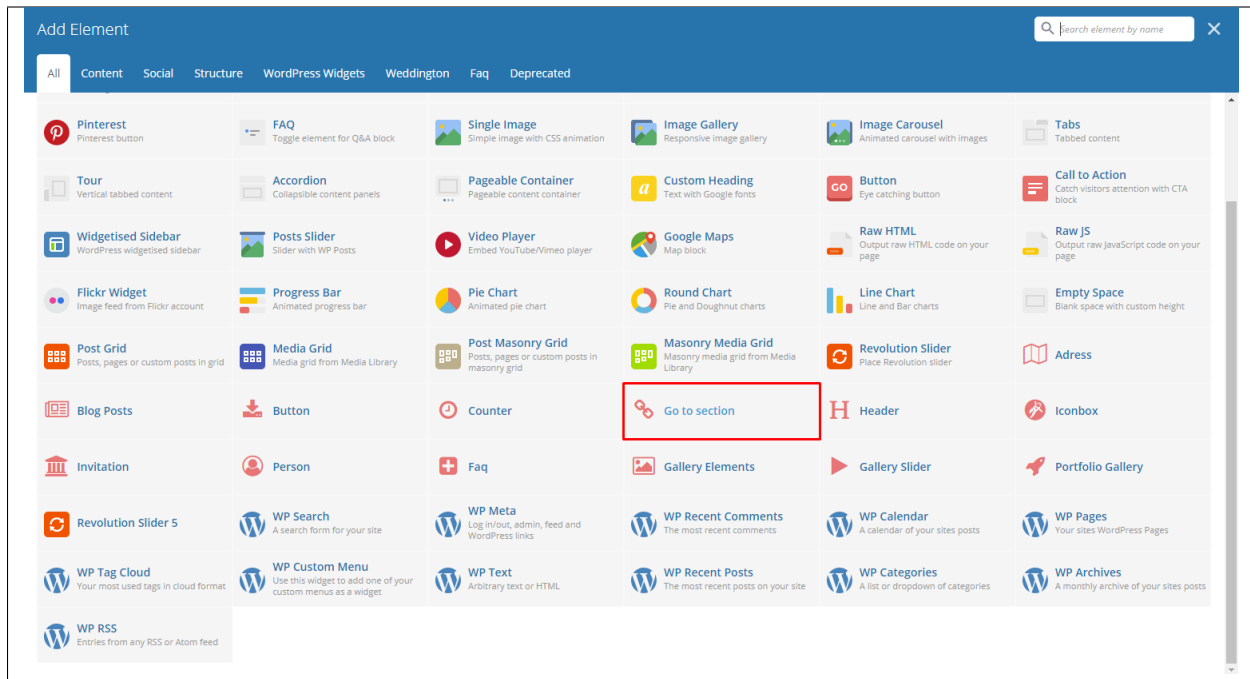 Add Element
Search element by name
All Content Social Structure WordPress Widgets Weddington Faq Deprecated
Pinterest
Pinterest button
FAQ
Toggle element for Q&A block
Single Image
Simple image with CSS animation
Image Gallery
Responsive image gallery
Image Carousel
Animated carousel with images
Tabs
Tabbed content
Tour
Vertical tabbed content
Accordion
Collapsible content panels
Pageable Container
Pageable content container
a
Custom Heading
Text with Google fonts
GO
Button
Eye catching button
Call to Action
Catch visitors attention with CTA
block
Widgetised Sidebar
WordPress widgetised sidebar
Posts Slider
Slider with WP Posts
Video Player
Embed YouTube/Vimeo player
Google Maps
Map block
Raw HTML
Output raw HTML code on your
page
Raw JS
Output raw JavaScript code on your
page
Flickr Widget
Image feed from Flickr account
Progress Bar
Animated progress bar
Pie Chart
Animated pie chart
Round Chart
Pie and Doughnut charts
Line Chart
Line and Bar charts
Empty Space
Blank space with custom height
Post Grid
Posts, pages or custom posts in grid
Media Grid
Media grid from Media Library
Post Masonry Grid
Posts, pages or custom posts in
masonry grid
Masonry Media Grid
Masonry media grid from Media
Library
Revolution Slider
Place Revolution slider
Adress
Blog Posts
Button
Counter
Go to section
H
Header
Iconbox
Invitation
Person
Faq
Gallery Elements
Gallery Slider
Portfolio Gallery
Revolution Slider 5
WP Search
A search form for your site
WP Meta
Log in/out, admin, feed and
WordPress links
WP Recent Comments
The most recent comments
WP Calendar
A calendar of your sites posts
WP Pages
Your sites WordPress Pages
WP Tag Cloud
Your most used tags in cloud format
WP Custom Menu
Use this widget to add one of your
custom menus as a widget
WP Text
Arbitrary text or HTML
WP Recent Posts
The most recent posts on your site
WP Categories
A list or dropdown of categories
WP Archives
A monthly archive of your sites posts
WP RSS
Entries from any RSS or Atom feed